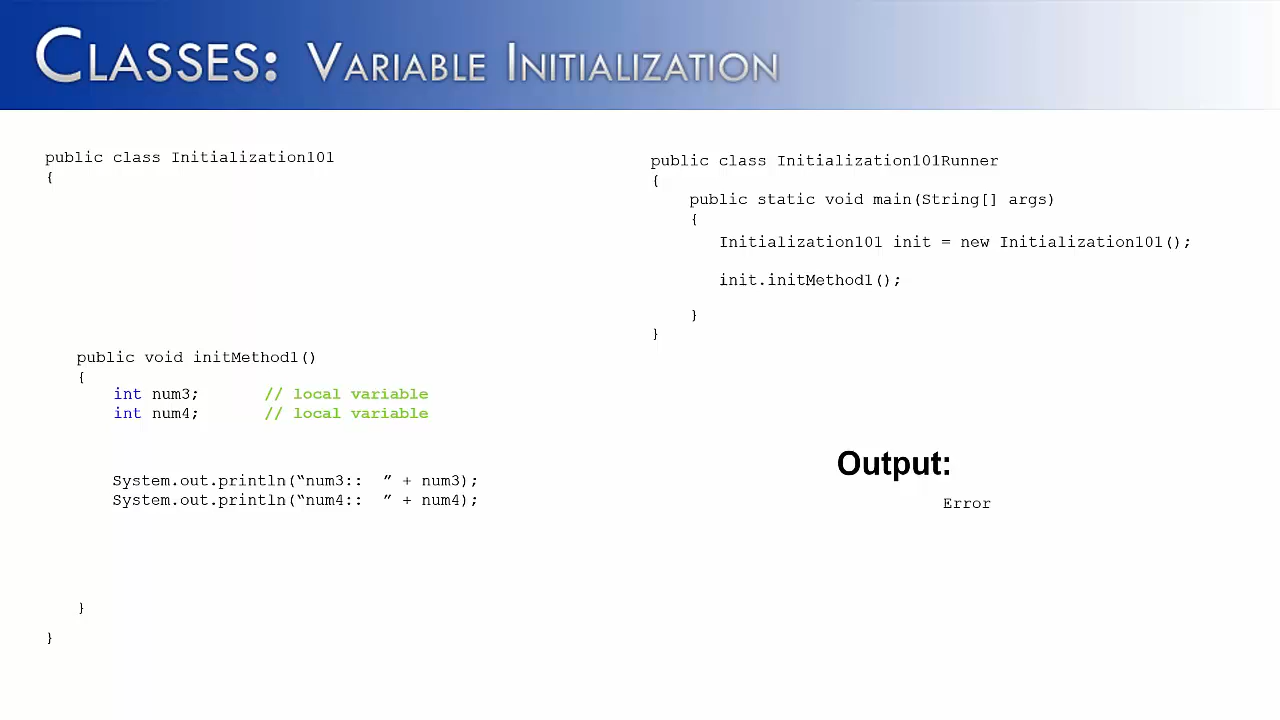 CLASSES: VARIABLE INITIALIZATION
public class Initialization101
{
public void initMethod1()
{
int num3; // local variable
int num4; // local variable
System.out.println(“num3:: ” + num3);
System.out.println(“num4:: ” + num4);
}
}
public class Initialization101Runner
{
public static void main(String[] args)
{
Initialization101 init = new Initialization101();
init.initMethod1();
}
}
Output:
Error